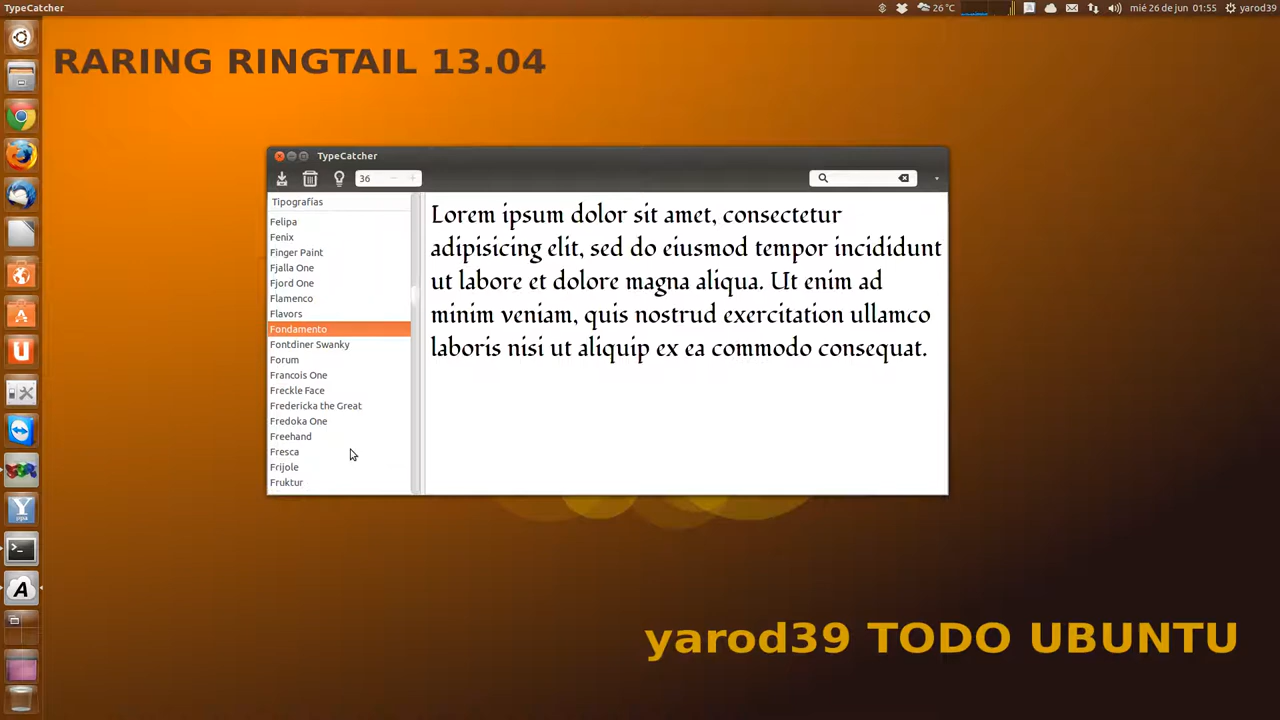 TypeCatcher
26 °C
mié 26 de jun 01:55
yarod39
RARING RINGTAIL 13.04
TypeCatcher
36
Tipografías
Felipa
Fenix
Finger Paint
Fjalla One
Fjord One
Flamenco
Flavors
Fondamento
Fontdiner Swanky
Forum
Francois One
Freckle Face
Fredericka the Great
Fredoka One
Freehand
Fresca
Frijole
Fruktur
Lorem ipsum dolor sit amet, consectetur
adipisicing elit, sed do eiusmod tempor incididunt
ut labore et dolore magna aliqua. Ut enim ad
minim veniam, quis nostrud exercitation ullamco
laboris nisi ut aliquip ex ea commodo consequat.
yarod39 TODO UBUNTU